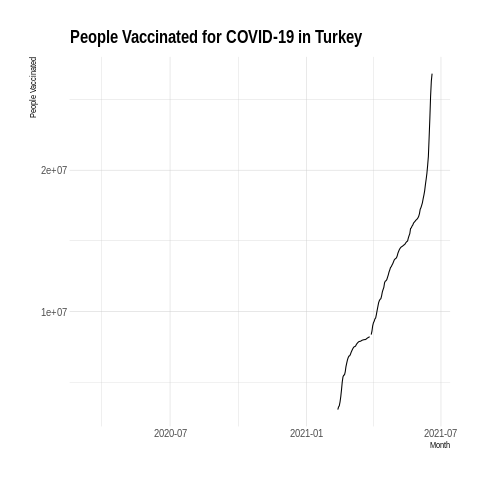 People Vaccinated for COVID-19 in Turkey
People Vaccinated
2e+07
1e+07
2020-07
2021-01
2021-07
Month